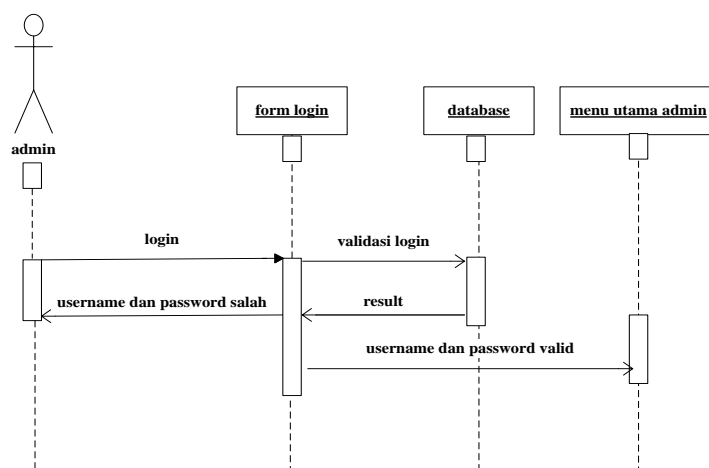 form login
database
menu utama admin
admin
login
validasi login
username dan password salah
result
username dan password valid